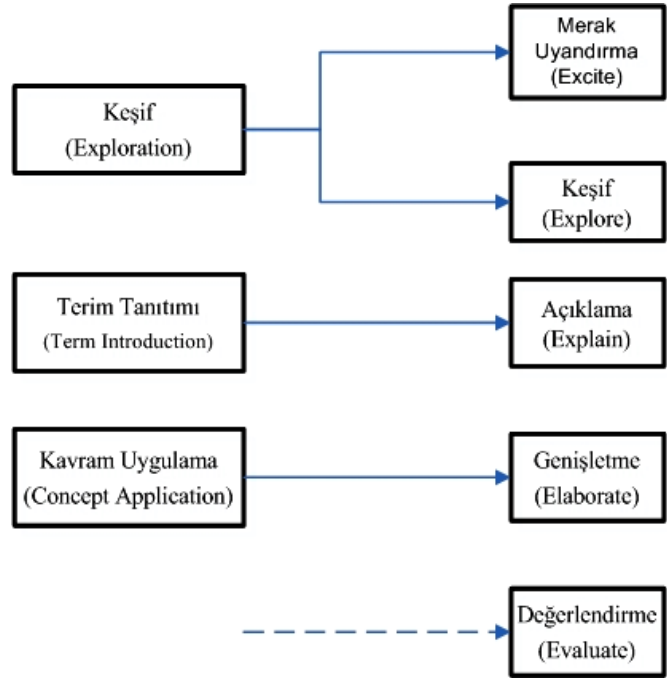 Merak
Uyandırma
(Excite)
Keşif
(Exploration)
Keşif
(Explore)
Terim Tanıtımı
(Term Introduction)
Açıklama
(Explain)
Kavram Uygulama
(Concept Application)
Genişletme
(Elaborate)
Değerlendirme
(Evaluate)